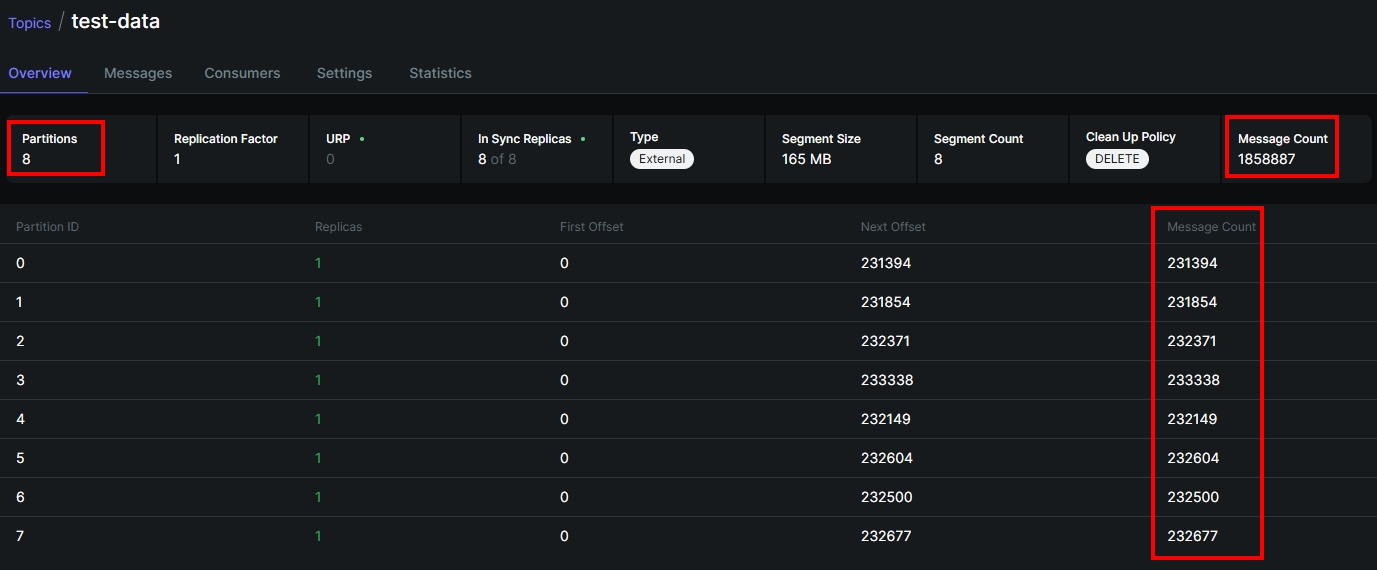 Topics / test-data
Overview Messages Consumers Settings Statistics
Partitions Replication Factor URP In Sync Replicas Type Segment Size Segment Count Clean Up Policy Message Count
8 1 0 8 of 8 External 165 MB 8 DELETE 1858887
Partition ID Replicas First Offset Next Offset Message Count
0 1 0 231394 231394
1 1 0 231854 231854
2 1 0 232371 232371
3 1 0 233338 233338
4 1 0 232149 232149
5 1 0 232604 232604
6 1 0 232500 232500
7 1 0 232677 232677